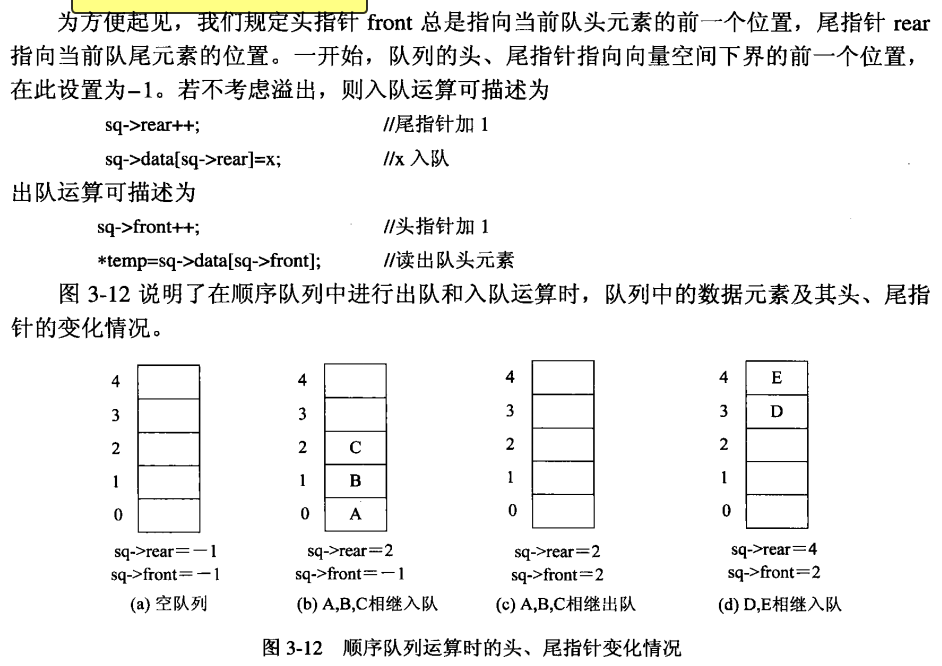 为方便起见，我们规定头指针 front 总是指向当前队头元素的前一个位置，尾指针 rear
指向当前队尾元素的位置。一开始，队列的头、尾指针指向向量空间下界的前一个位置，
在此设置为–1。若不考虑溢出，则入队运算可描述为
sq->rear++; //尾指针加 1
sq->data[sq->rear]=x; //x 入队
出队运算可描述为
sq->front++; //头指针加 1
*temp=sq->data[sq->front]; //读出队头元素
图 3-12 说明了在顺序队列中进行出队和入队运算时，队列中的数据元素及其头、尾指
针的变化情况。
4 4 4 4 E
3 3 3 3 D
2 2 C 2 2
1 1 B 1 1
0 0 A 0 0
sq->rear＝－1 sq->rear＝2 sq->rear＝2 sq->rear＝4
sq->front＝－1 sq->front＝－1 sq->front＝2 sq->front＝2
(a) 空队列 (b) A,B,C相继入队 (c) A,B,C相继出队 (d) D,E相继入队
图 3-12 顺序队列运算时的头、尾指针变化情况